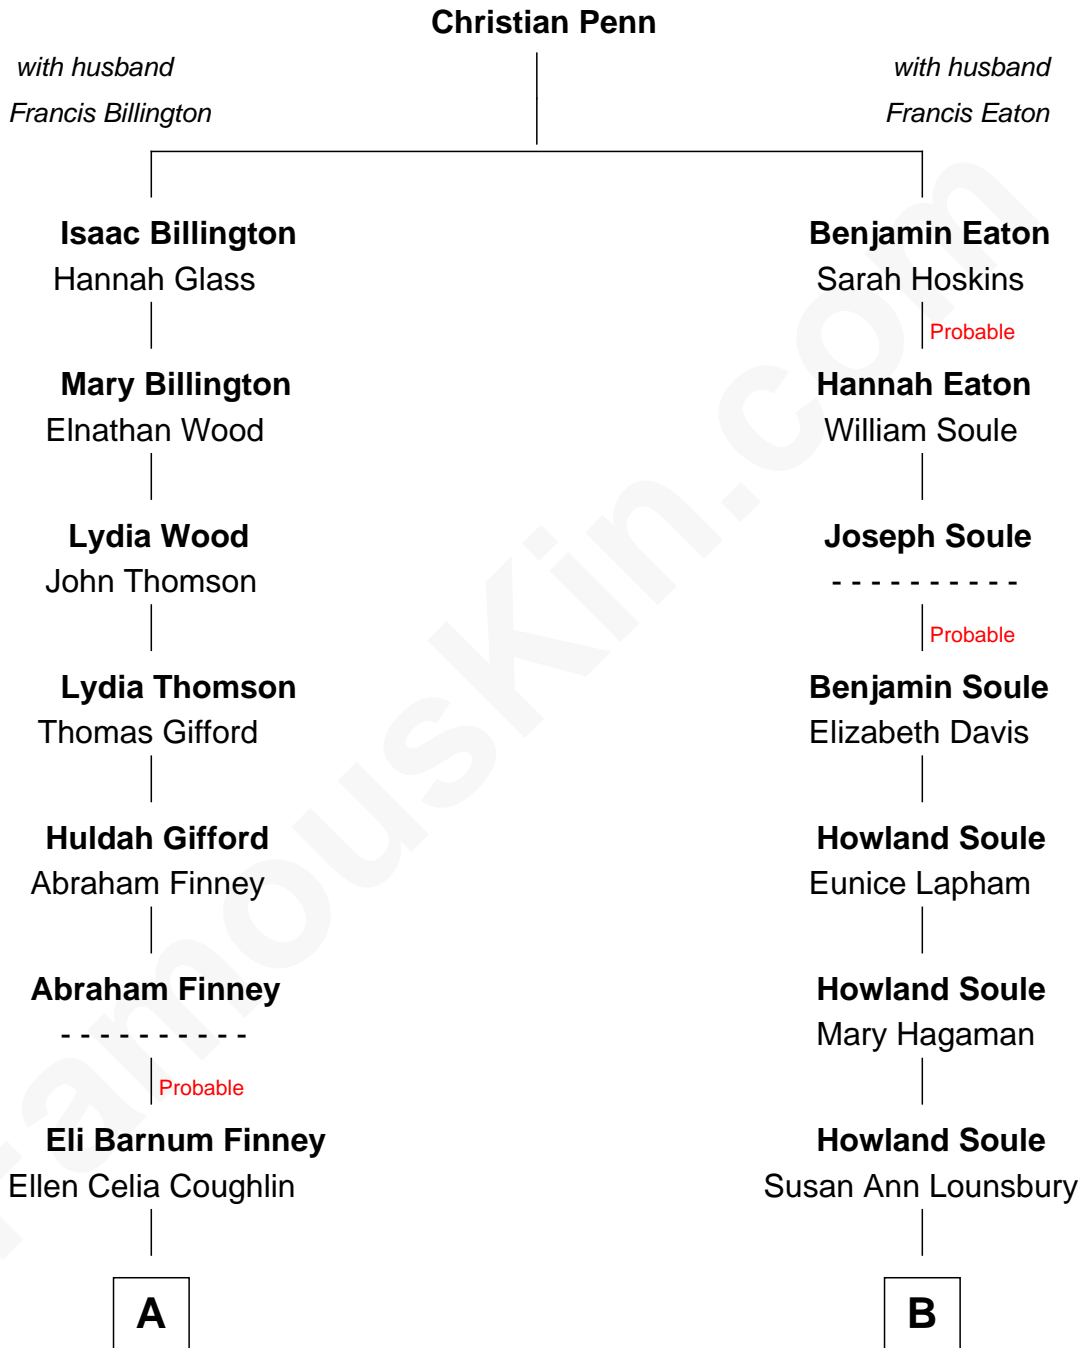 Christian Penn
with husband
Francis Billington
with husband
Francis Eaton
Isaac Billington
Hannah Glass
Benjamin Eaton
Sarah Hoskins
Probable
Mary Billington
Elnathan Wood
Hannah Eaton
William Soule
Lydia Wood
John Thomson
Joseph Soule
- - - - - - - - - -
Probable
Lydia Thomson
Thomas Gifford
Benjamin Soule
Elizabeth Davis
Huldah Gifford
Abraham Finney
Howland Soule
Eunice Lapham
Abraham Finney
- - - - - - - - - -
Probable
Howland Soule
Mary Hagaman
Eli Barnum Finney
Ellen Celia Coughlin
Howland Soule
Susan Ann Lounsbury
A
B
FamousKin.com